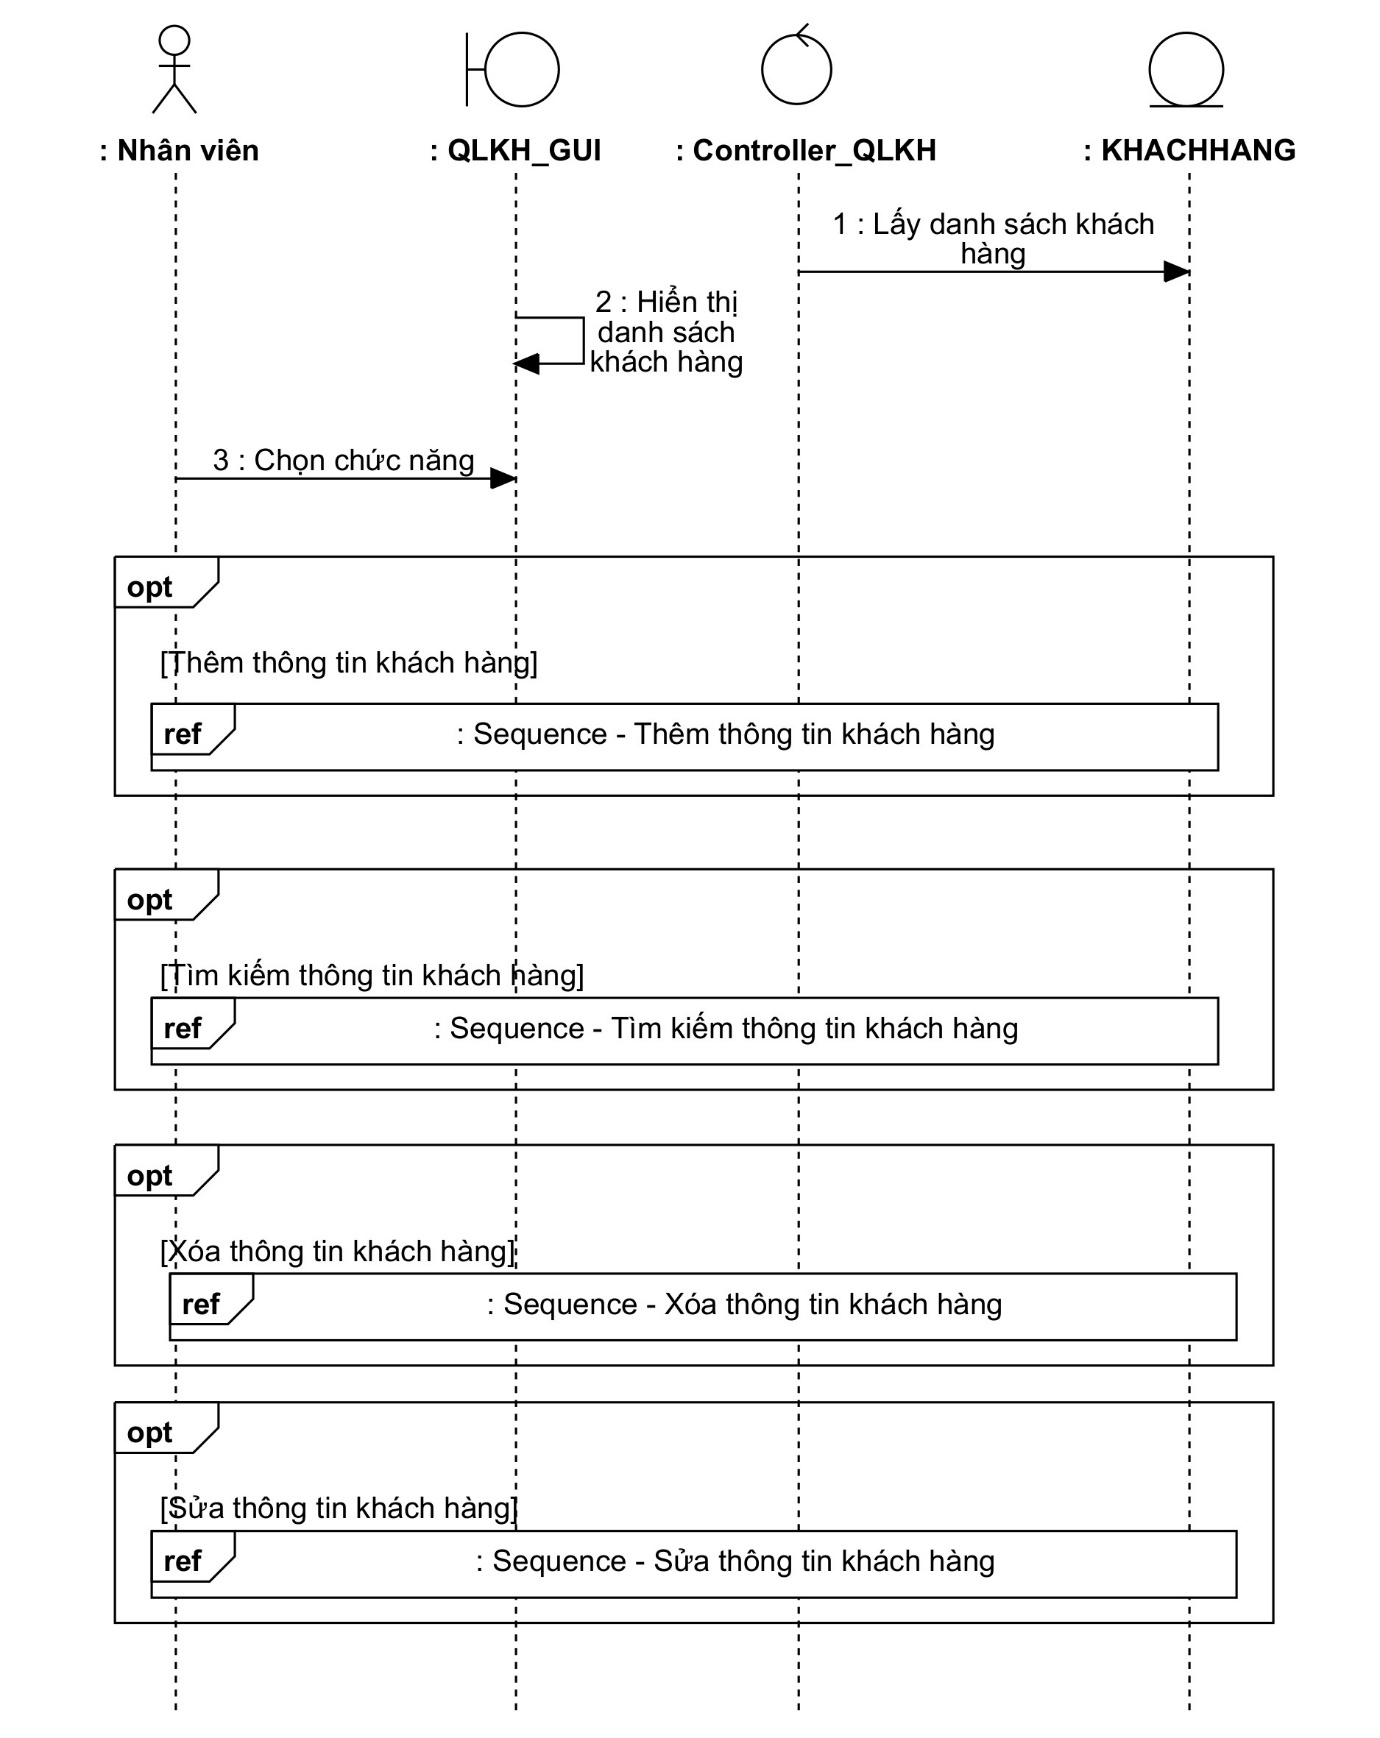 : Nhân viên
: QLKH_GUI
: Controller_QLKH
: KHACHHANG
1 : Lấy danh sách khách
hàng
2 : Hiển thị
danh sách
khách hàng
3 : Chọn chức năng
opt
[Thêm thông tin khách hàng]
ref
: Sequence - Thêm thông tin khách hàng
opt
[Tìm kiếm thông tin khách hàng]
ref
: Sequence - Tìm kiếm thông tin khách hàng
opt
[Xóa thông tin khách hàng]
ref
: Sequence - Xóa thông tin khách hàng
opt
[Sửa thông tin khách hàng]
ref
: Sequence - Sửa thông tin khách hàng